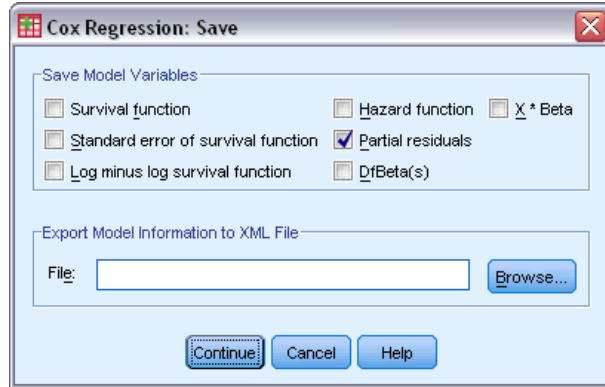 Cox Regression: Save
Save Model Variables
Survival function
Hazard function
X * Beta
Standard error of survival function
Partial residuals
Log minus log survival function
DfBeta(s)
Export Model Information to XML File
File:
Browse...
Continue
Cancel
Help